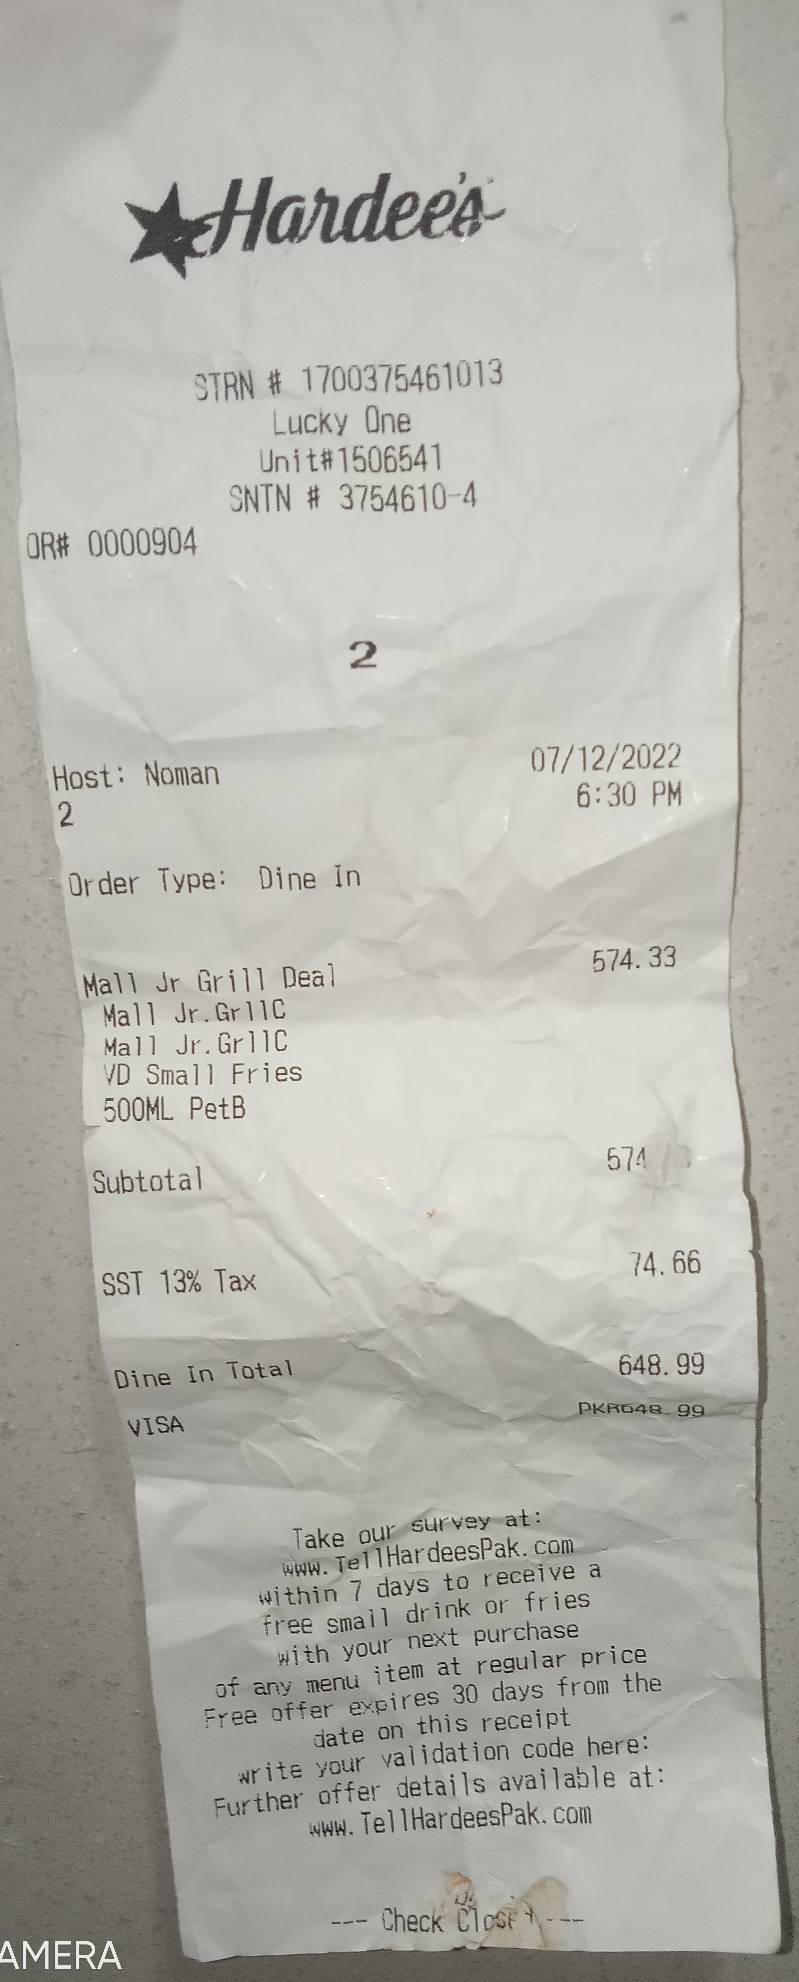 Hardee's
STRN # 1700375461013
Lucky One
Unit#1506541
SNTN # 3754610-4
OR# 0000904
2
Host: Noman 07/12/2022
2 6:30 PM
Order Type: Dine In
Mall Jr Grill Deal 574.33
Mall Jr.GrllC
Mall Jr.GrllC
VD Small Fries
500ML PetB
Subtotal 574
SST 13% Tax 74.66
Dine In Total 648.99
VISA PKR648.99
Take our survey at:
www.TellHardeesPak.com
within 7 days to receive a
free small drink or fries
with your next purchase
of any menu item at regular price
Free offer expires 30 days from the
date on this receipt
write your validation code here:
Further offer details available at:
www.TellHardeesPak.com
--- Check Closed ---
AMERA